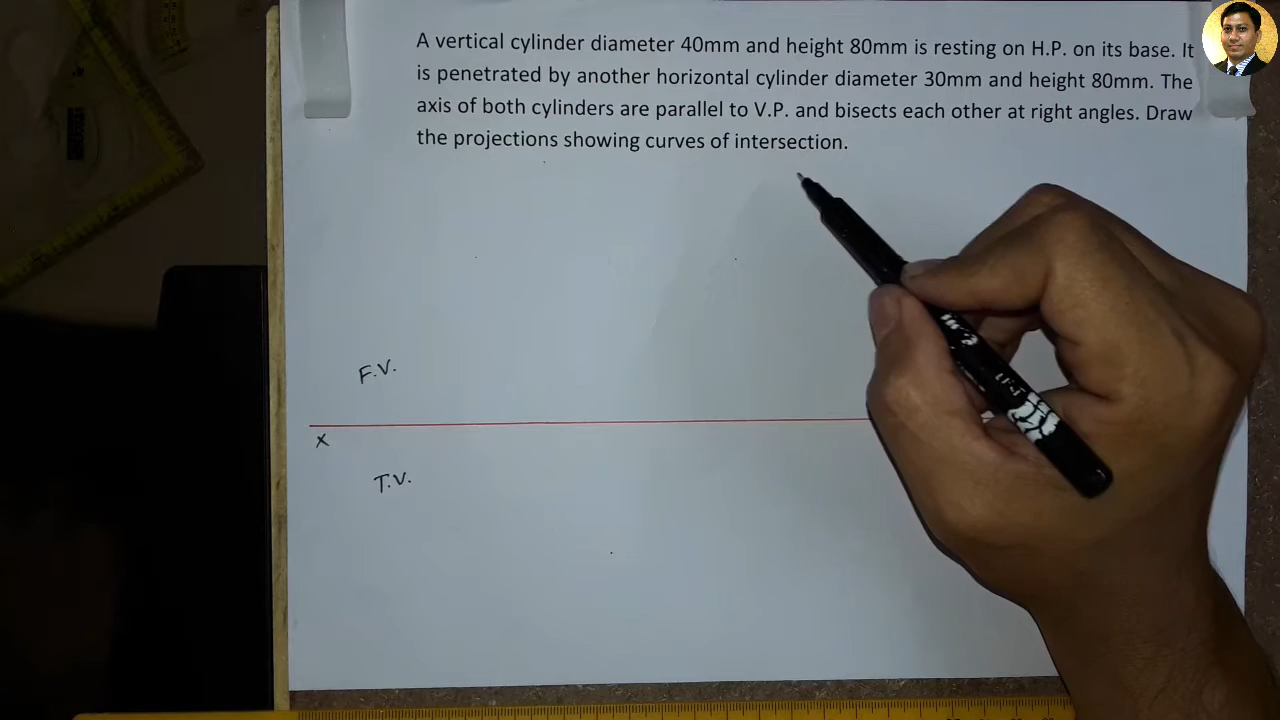 A vertical cylinder diameter 40mm and height 80mm is resting on H.P. on its base. It
is penetrated by another horizontal cylinder diameter 30mm and height 80mm. The
axis of both cylinders are parallel to V.P. and bisects each other at right angles. Draw
the projections showing curves of intersection.
F.V.
X
T.V.